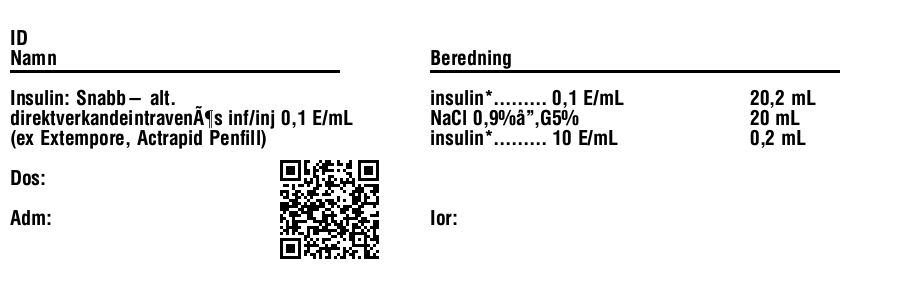 ID
Namn
Insulin: Snabb– alt.
direktverkandeintravenÃ¶s inf/inj 0,1 E/mL
(ex Extempore, Actrapid Penfill)
Dos:
Adm:
Beredning
insulin*......... 0,1 E/mL 20,2 mL
NaCl 0,9%â”,G5% 20 mL
insulin*......... 10 E/mL 0,2 mL
Ior: